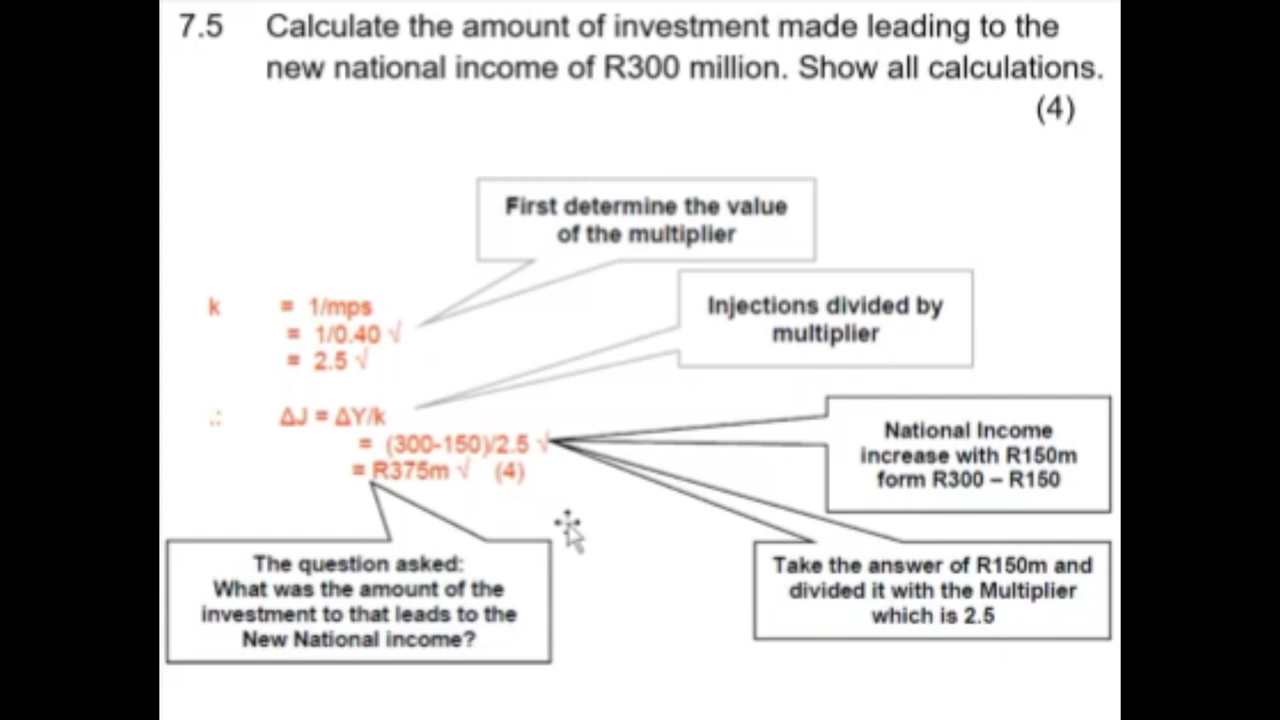 7.5 Calculate the amount of investment made leading to the
new national income of R300 million. Show all calculations.
(4)
First determine the value
of the multiplier
k = 1/mps
= 1/0.40 √
= 2.5 √
Injections divided by
multiplier
.: ΔJ = ΔY/k
= (300-150)/2.5 √
= R375m √ (4)
National Income
increase with R150m
form R300 – R150
The question asked:
What was the amount of the
investment to that leads to the
New National income?
Take the answer of R150m and
divided it with the Multiplier
which is 2.5